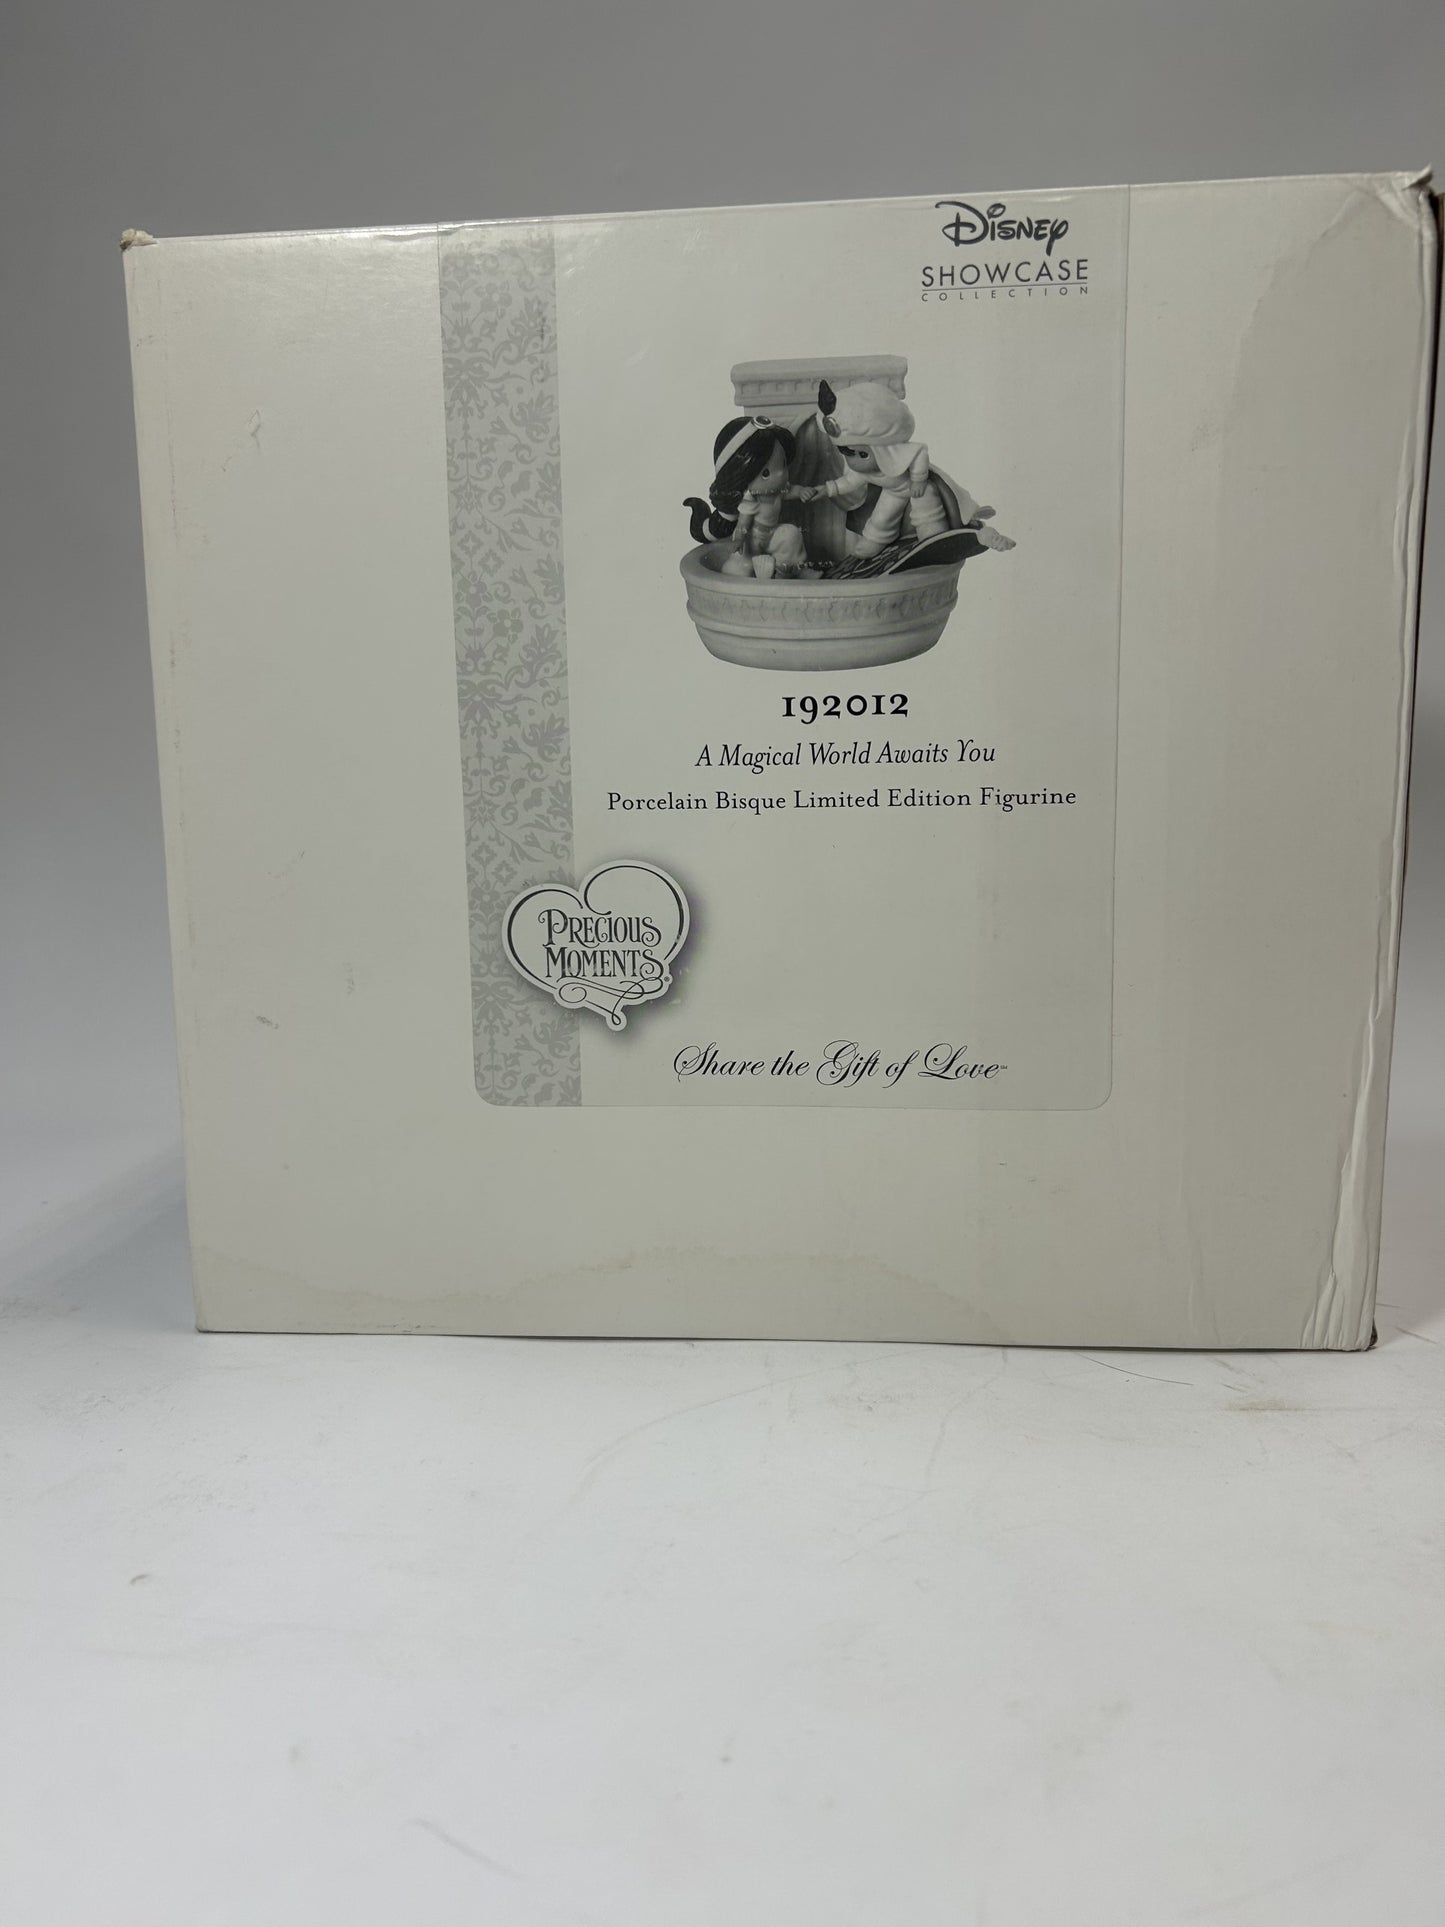 Disney
SHOWCASE
COLLECTION
192012
A Magical World Awaits You
Porcelain Bisque Limited Edition Figurine
PRECIOUS
MOMENTS®
Share the Gift of Love℠